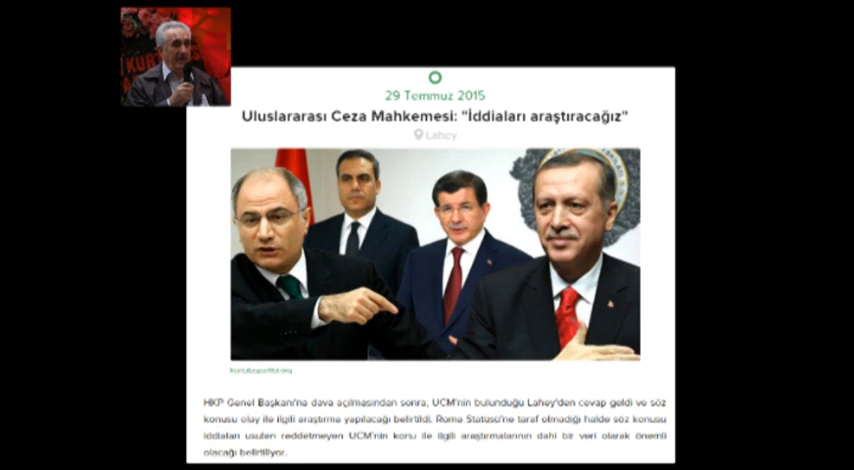 KURT
29 Temmuz 2015
Uluslararası Ceza Mahkemesi: "İddiaları araştıracağız"
Lahey
kurtuluspartisi.org
HKP Genel Başkanı'na dava açılmasından sonra, UCM'nin bulunduğu Lahey'den cevap geldi ve söz
konusu olay ile ilgili araştırma yapılacağı belirtildi. Roma Statüsü'ne taraf olmadığı halde söz konusu
iddiaları usulen reddetmeyen UCM'nin konu ile ilgili araştırmalarının dahi bir veri olarak önemli
olacağı belirtiliyor.